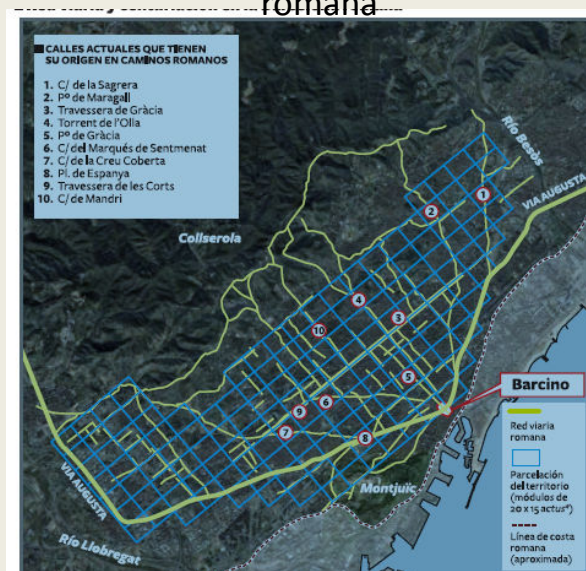 romana
CALLES ACTUALES QUE TIENEN
SU ORIGEN EN CAMINOS ROMANOS
1. C/ de la Sagrera
2. Pº de Maragall
3. Travessera de Gràcia
4. Torrent de l'Olla
5. Pº de Gràcia
6. C/ del Marqués de Sentmenat
7. C/ de la Creu Coberta
8. Pl. de Espanya
9. Travessera de les Corts
10. C/ de Mandri
Río Besòs
VIA AUGUSTA
Collserola
1
2
4
3
10
5
6
9
6
7
8
Barcino
Red viaria
romana
Parcelación
del territorio
(módulos de
20 x 15 actus*)
Línea de costa
romana
(aproximada)
Montjuïc
VIA AUGUSTA
Río Llobregat